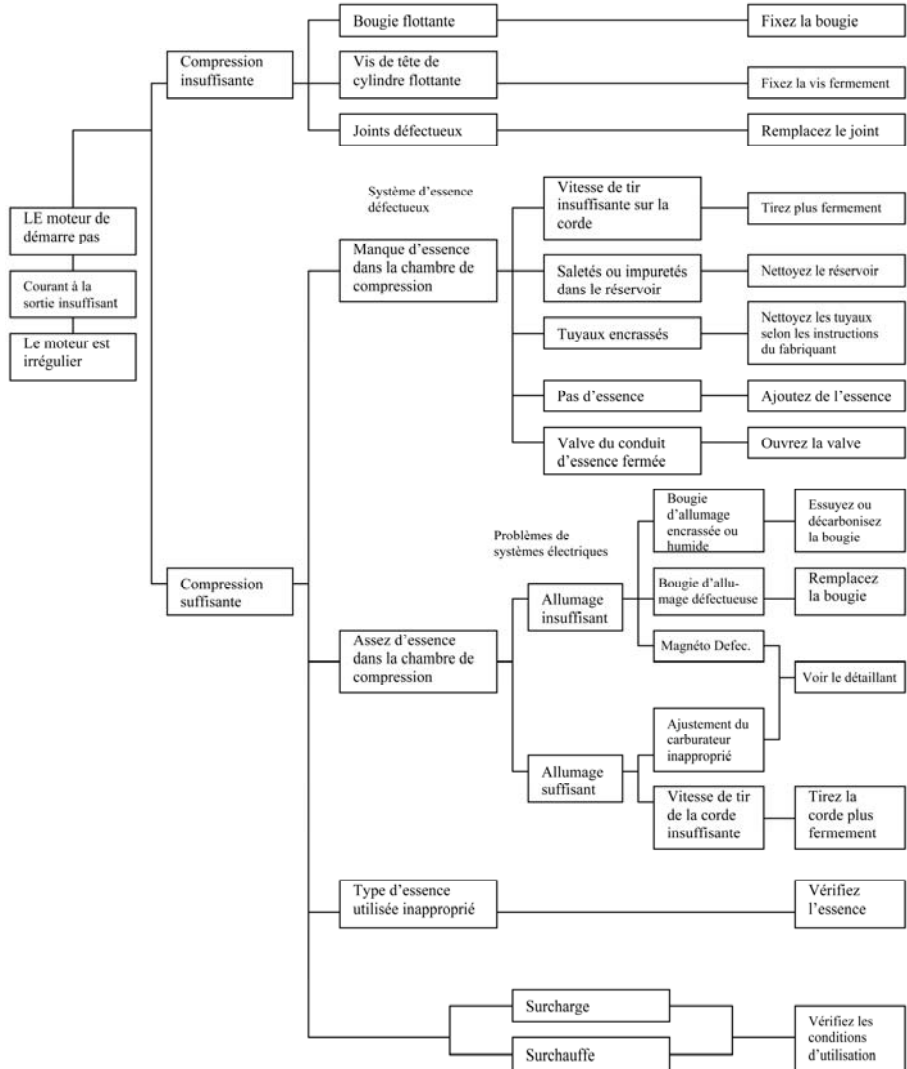 LE moteur de
démarre pas
Courant à la
sortie insuffisant
Le moteur est
irrégulier
Compression
insuffisante
Bougie flottante
Fixez la bougie
Vis de tête de
cylindre flottante
Fixez la vis fermement
Joints défectueux
Remplacez le joint
Compression
suffisante
Système d'essence
défectueux
Manque d'essence
dans la chambre de
compression
Vitesse de tir
insuffisante sur la
corde
Tirez plus fermement
Saletés ou impuretés
dans le réservoir
Nettoyez le réservoir
Tuyaux encrassés
Nettoyez les tuyaux
selon les instructions
du fabriquant
Pas d'essence
Ajoutez de l'essence
Valve du conduit
d'essence fermée
Ouvrez la valve
Assez d'essence
dans la chambre de
compression
Problèmes de
systèmes électriques
Allumage
insuffisant
Bougie
d'allumage
encrassée ou
humide
Essuyez ou
décarbonisez
la bougie
Bougie d'allu-
mage défectueuse
Remplacez
la bougie
Magnéto Defec.
Voir le détaillant
Allumage
suffisant
Ajustement du
carburateur
inapproprié
Vitesse de tir
de la corde
insuffisante
Tirez la
corde plus
fermement
Type d'essence
utilisée inapproprié
Vérifiez
l'essence
Surcharge
Surchauffe
Vérifiez les
conditions
d'utilisation